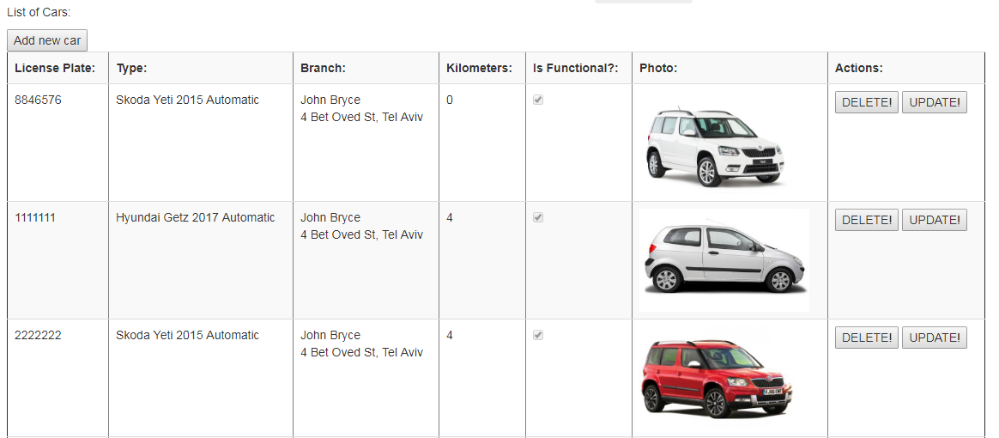 List of Cars:
Add new car
License Plate: Type: Branch: Kilometers: Is Functional?: Photo: Actions:
8846576 Skoda Yeti 2015 Automatic John Bryce 0 DELETE! UPDATE!
4 Bet Oved St, Tel Aviv
1111111 Hyundai Getz 2017 Automatic John Bryce 4 DELETE! UPDATE!
4 Bet Oved St, Tel Aviv
2222222 Skoda Yeti 2015 Automatic John Bryce 4 DELETE! UPDATE!
4 Bet Oved St, Tel Aviv